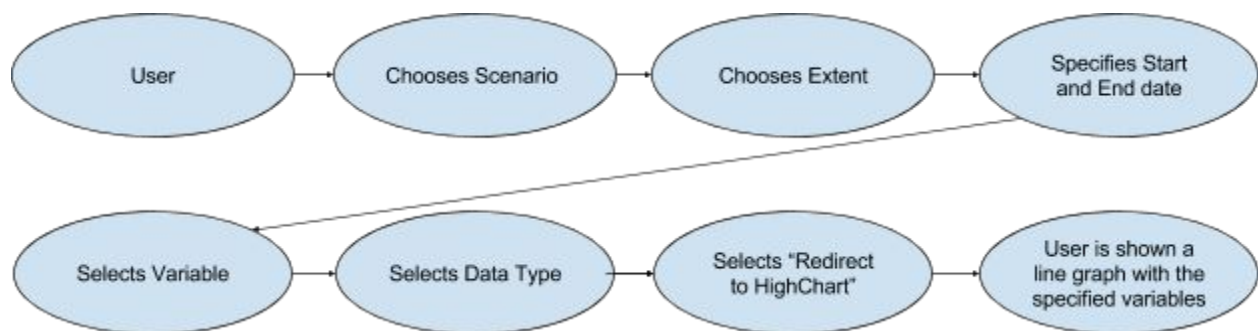 User
Chooses Scenario
Chooses Extent
Specifies Start
and End date
Selects Variable
Selects Data Type
Selects “Redirect
to HighChart”
User is shown a
line graph with the
specified variables